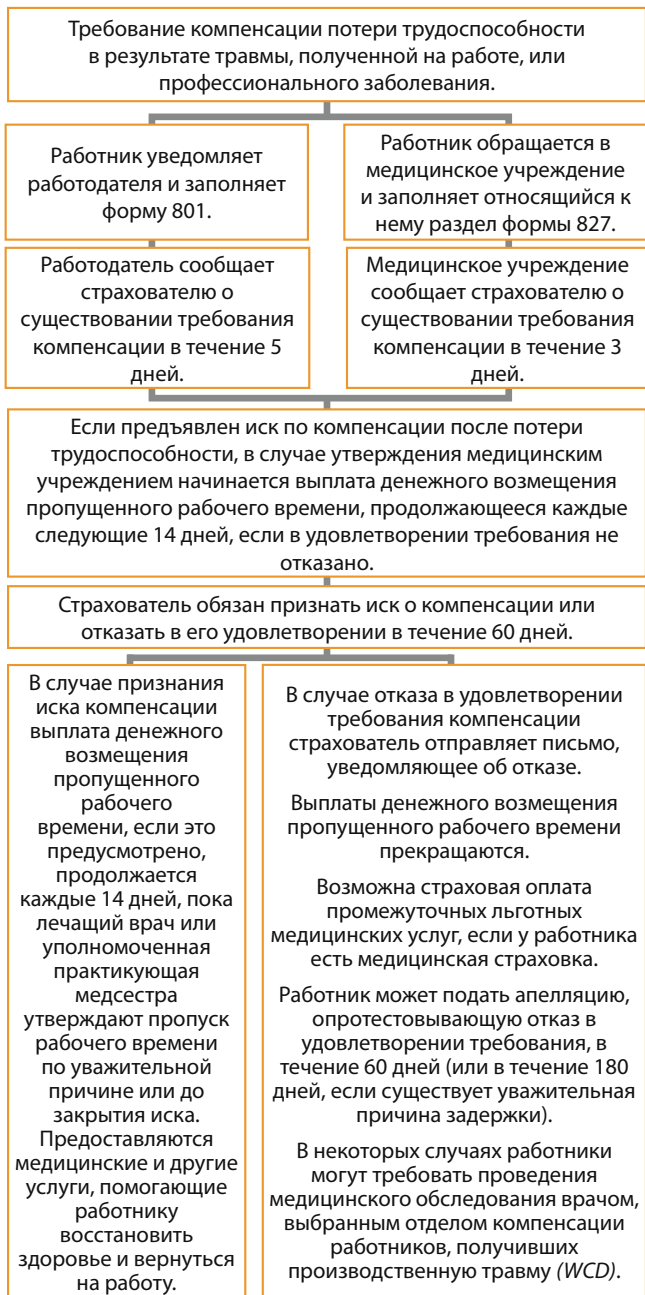 Требование компенсации потери трудоспособности
в результате травмы, полученной на работе, или
профессионального заболевания.
Работник уведомляет
работодателя и заполняет
форму 801.
Работник обращается в
медицинское учреждение
и заполняет относящийся к
нему раздел формы 827.
Работодатель сообщает
страхователю о
существовании требования
компенсации в течение 5
дней.
Медицинское учреждение
сообщает страхователю о
существовании требования
компенсации в течение 3
дней.
Если предъявлен иск по компенсации после потери
трудоспособности, в случае утверждения медицинским
учреждением начинается выплата денежного возмещения
пропущенного рабочего времени, продолжающееся каждые
следующие 14 дней, если в удовлетворении требования не
отказано.
Страхователь обязан признать иск о компенсации или
отказать в его удовлетворении в течение 60 дней.
В случае признания
иска компенсации
выплата денежного
возмещения
пропущенного
рабочего
времени, если это
предусмотрено,
продолжается
каждые 14 дней, пока
лечащий врач или
уполномоченная
практикующая
медсестра
утверждают пропуск
рабочего времени
по уважительной
причине или до
закрытия иска.
Предоставляются
медицинские и другие
услуги, помогающие
работнику
восстановить
здоровье и вернуться
на работу.
В случае отказа в удовлетворении
требования компенсации
страхователь отправляет письмо,
уведомляющее об отказе.
Выплаты денежного возмещения
пропущенного рабочего времени
прекращаются.
Возможна страховая оплата
промежуточных льготных
медицинских услуг, если у работника
есть медицинская страховка.
Работник может подать апелляцию,
опротестовывающую отказ в
удовлетворении требования, в
течение 60 дней (или в течение 180
дней, если существует уважительная
причина задержки).
В некоторых случаях работники
могут требовать проведения
медицинского обследования врачом,
выбранным отделом компенсации
работников, получивших
производственную травму (WCD).